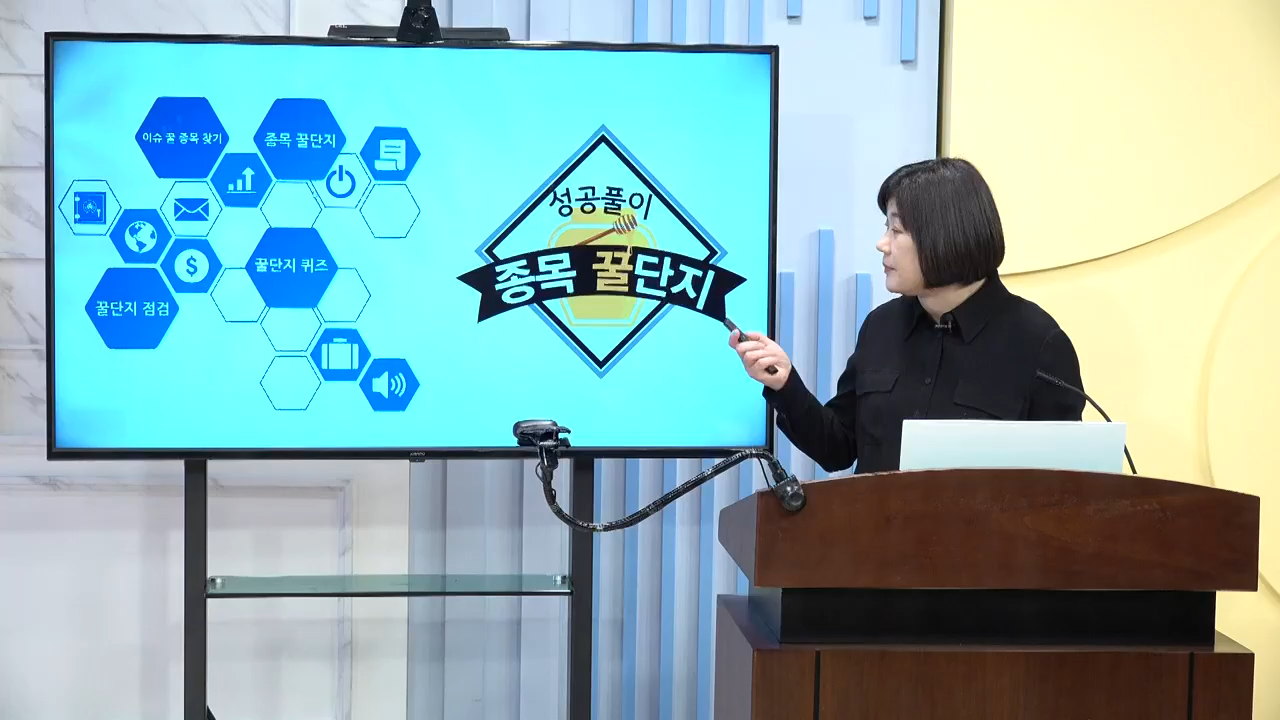 이슈 꿀 종목 찾기
종목 꿀단지
꿀단지 퀴즈
꿀단지 점검
$
성공풀이
종목 꿀단지